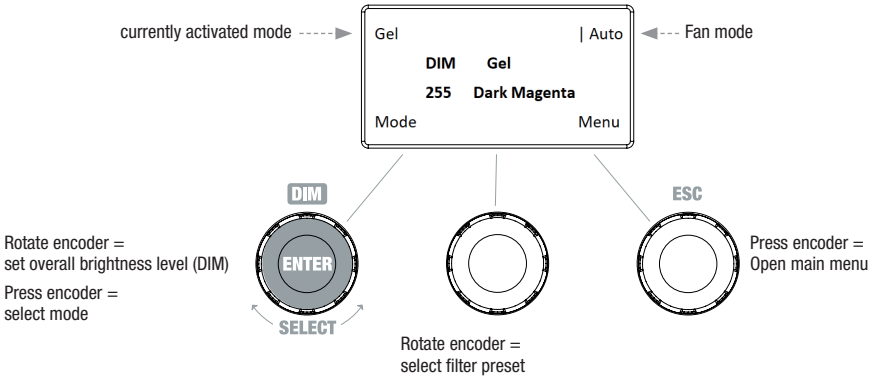 currently activated mode
Gel
| Auto
Fan mode
DIM Gel
255 Dark Magenta
Mode
Menu
DIM
ESC
Rotate encoder =
set overall brightness level (DIM)
Press encoder =
select mode
ENTER
SELECT
Rotate encoder =
select filter preset
Press encoder =
Open main menu